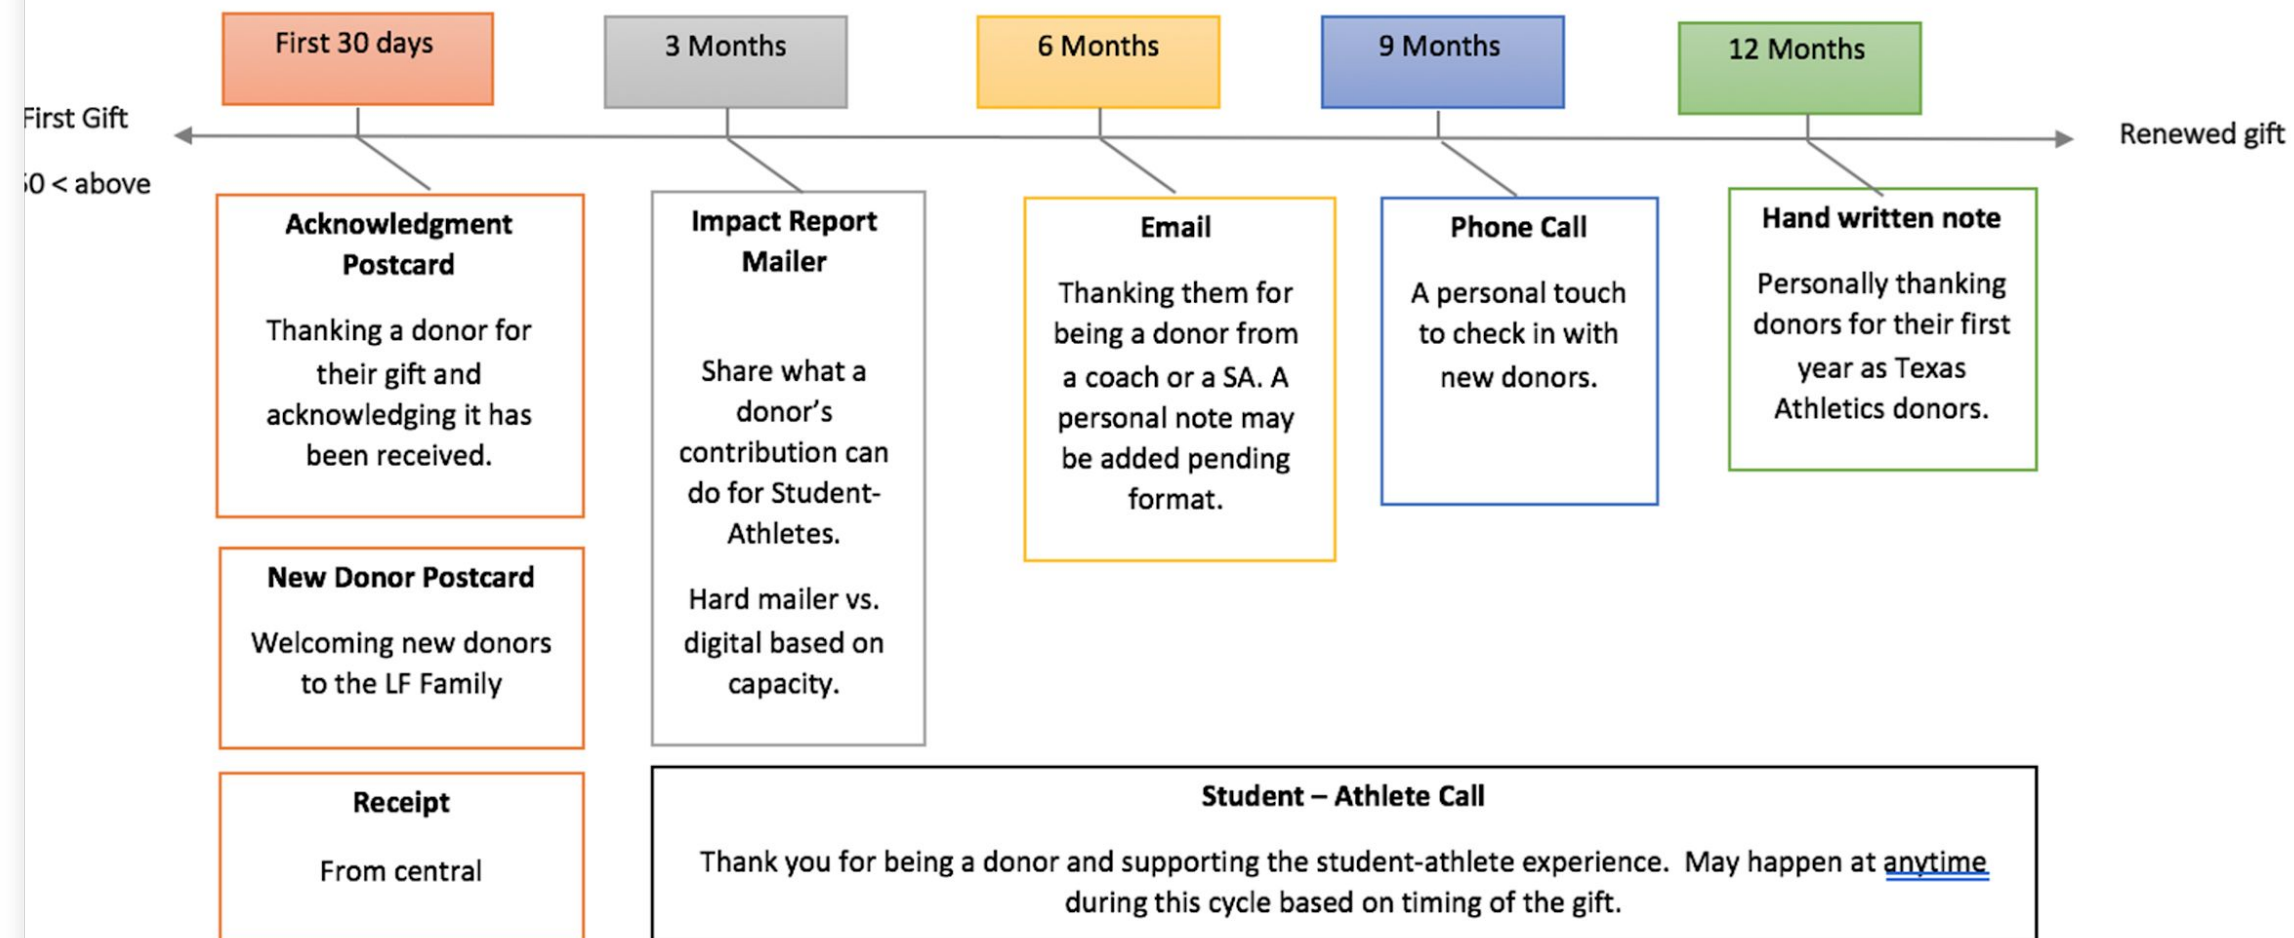 First 30 days
3 Months
6 Months
9 Months
12 Months
First Gift
0 < above
Renewed gift
Acknowledgment
Postcard
Thanking a donor for
their gift and
acknowledging it has
been received.
New Donor Postcard
Welcoming new donors
to the LF Family
Receipt
From central
Impact Report
Mailer
Share what a
donor’s
contribution can
do for Student-
Athletes.
Hard mailer vs.
digital based on
capacity.
Email
Thanking them for
being a donor from
a coach or a SA. A
personal note may
be added pending
format.
Phone Call
A personal touch
to check in with
new donors.
Hand written note
Personally thanking
donors for their first
year as Texas
Athletics donors.
Student – Athlete Call
Thank you for being a donor and supporting the student-athlete experience.  May happen at anytime
during this cycle based on timing of the gift.